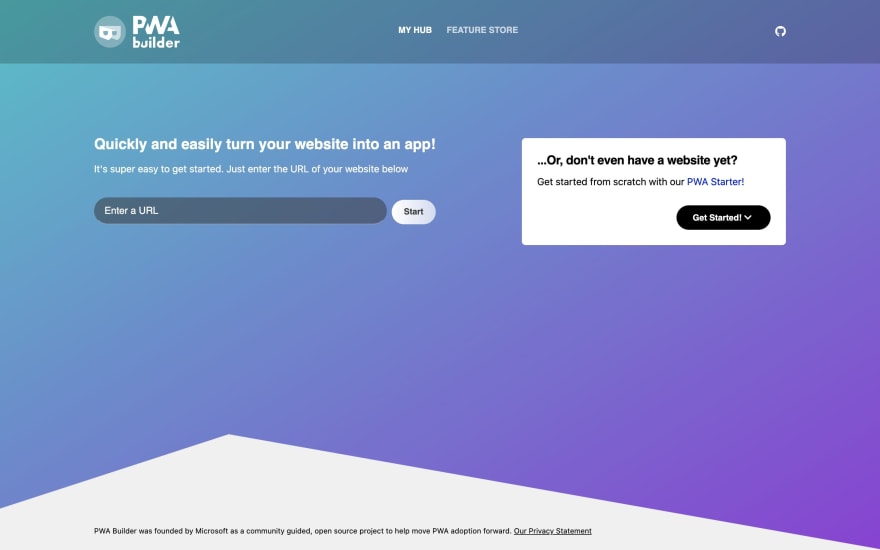 PWA
builder
MY HUB
FEATURE STORE
Quickly and easily turn your website into an app!
It's super easy to get started. Just enter the URL of your website below
Enter a URL
Start
...Or, don't even have a website yet?
Get started from scratch with our PWA Starter!
Get Started!
PWA Builder was founded by Microsoft as a community guided, open source project to help move PWA adoption forward. Our Privacy Statement